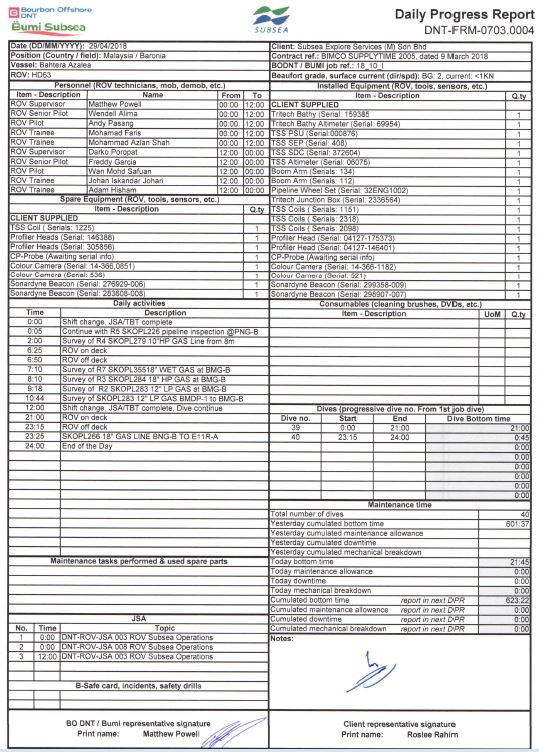 Bourbon Offshore
DNT
Bumi Subsea
SUBSEA
Daily Progress Report
DNT-FRM-0703.0004
Date (DD/MM/YYYY): 29/04/2018
Client: Subsea Explore Services (M) Sdn Bhd
Position (Country / field): Malaysia / Baronia
Contract ref.: BIMCO SUPPLYTIME 2005, dated 9 March 2018
Vessel: Bahtera Azalea
BODNT / BUMI job ref.: 18_10_I
ROV: HD63
Beaufort grade, surface current (dir/spd): BG: 2, current: <1KN
Personnel (ROV technicians, mob, demob, etc.)
Item - Description Name From To
ROV Supervisor Matthew Powell 00:00 12:00
ROV Senior Pilot Wendell Alima 00:00 12:00
ROV Pilot Andy Pasang 00:00 12:00
ROV Trainee Mohamad Faris 00:00 12:00
ROV Trainee Mohammad Azlan Shah 00:00 12:00
ROV Supervisor Darko Poropat 12:00 00:00
ROV Senior Pilot Freddy Garcia 12:00 00:00
ROV Pilot Wan Mohd Safuan 12:00 00:00
ROV Trainee Johan Iskandar Johari 12:00 00:00
ROV Trainee Adam Hisham 12:00 00:00
Installed Equipment (ROV, tools, sensors, etc.)
Item - Description Q.ty
CLIENT SUPPLIED
Tritech Bathy (Serial: 159385 1
Tritech Bathy Altimeter (Serial: 69954) 1
TSS PSU (Serial:000876) 1
TSS SEP (Serial: 408) 1
TSS SDC (Serial: 372604) 1
TSS Altimeter (Serial: 06075) 1
Boom Arm (Serials: 134) 1
Boom Arm (Serials: 112) 1
Pipeline Wheel Set (Serial: 32ENG1002) 1
Tritech Junction Box (Serial: 2336564) 1
TSS Coils (Serials: 1151) 1
TSS Coils (Serials: 2318) 1
TSS Coils (Serials: 2098) 1
Profiler Head (Serial: 04127-175373) 1
Profiler Head (Serial: 04127-146401) 1
CP-Probe (Awaiting serial info) 1
Colour Camera (Serial: 14-366-1182) 1
Colour Camera (Serial: 521) 1
Sonardyne Beacon (Serial: 299358-009) 1
Sonardyne Beacon (Serial: 298907-007) 1
Spare Equipment (ROV, tools, sensors, etc.)
Item - Description Q.ty
CLIENT SUPPLIED
TSS Coil ( Serials: 1225) 1
Profiler Heads (Serial: 146388) 1
Profiler Heads (Serial: 305856) 1
CP-Probe (Awaiting serial info) 1
Colour Camera (Serial: 14-366,0851) 1
Colour Camera (Serial: 536) 1
Sonardyne Beacon (Serial: 276929-006) 1
Sonardyne Beacon (Serial: 283608-008) 1
Daily activities
Time Description
0:00 Shift change, JSA/TBT complete
0:05 Continue with R5 SKOPL226 pipeline inspection @PNG-B
2:00 Survey of R4 SKOPL279 10"HP GAS Line from 8m
6:25 ROV on deck
6:50 ROV off deck
7:10 Survey of R7 SKOPL35518" WET GAS at BMG-B
8:10 Survey of R3 SKPL284 18" HP GAS at BMG-B
9:18 Survey of R2 SKOPL283 12" LP GAS at BMG-B
10:44 Survey of SKOPL283 12" LP GAS BMDP-1 to BMG-B
12:00 Shift change, JSA/TBT complete, Dive continue
21:00 ROV on deck
23:15 ROV off deck
23:25 SKOPL266 18" GAS LINE BNG-B TO E11R-A
24:00 End of the Day
Consumables (cleaning brushes, DVDs, etc.)
Item - Description UoM Q.ty
Dives (progressive dive no. From 1st job dive)
Dive no. Start End Dive Bottom time
39 0:00 21:00 21:00
40 23:15 24:00 0:45
0:00
0:00
0:00
0:00
0:00
Maintenance time
Total number of dives 40
Yesterday cumulated bottom time 601:37
Yesterday cumulated maintenance allowance
Yesterday cumulated downtime
Yesterday cumulated mechanical breakdown
Today bottom time 21:45
Today maintenance allowance 0:00
Today downtime 0:00
Today mechanical breakdown 0:00
Cumulated bottom time report in next DPR 623:22
Cumulated maintenance allowance report in next DPR 0:00
Cumulated downtime report in next DPR 0:00
Cumulated mechanical breakdown report in next DPR 0:00
Maintenance tasks performed & used spare parts
JSA
No. Time Topic
1 0:00 DNT-ROV-JSA 003 ROV Subsea Operations
2 0:00 DNT-ROV-JSA 008 ROV Subsea Operations
3 12:00 DNT-ROV-JSA 003 ROV Subsea Operations
B-Safe card, incidents, safety drills
Notes:
BO DNT / Bumi representative signature
Print name: Matthew Powell
Client representative signature
Print name: Roslee Rahim